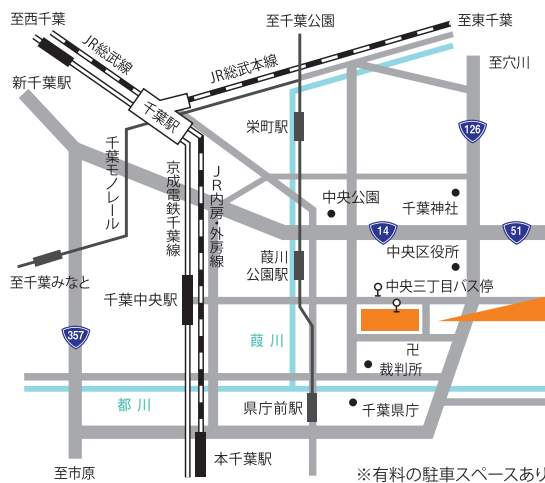 至西千葉
JR総武線
至千葉公園
至東千葉
JR総武本線
至穴川
新千葉駅
千葉駅
栄町駅
126
千葉モノレール
京成電鉄千葉線
JR内房・外房線
中央公園
千葉神社
14
51
葭川
公園駅
中央区役所
至千葉みなと
千葉中央駅
中央三丁目バス停
357
葭川
卍
裁判所
都川
県庁前駅
千葉県庁
本千葉駅
至市原
※有料の駐車スペースあり